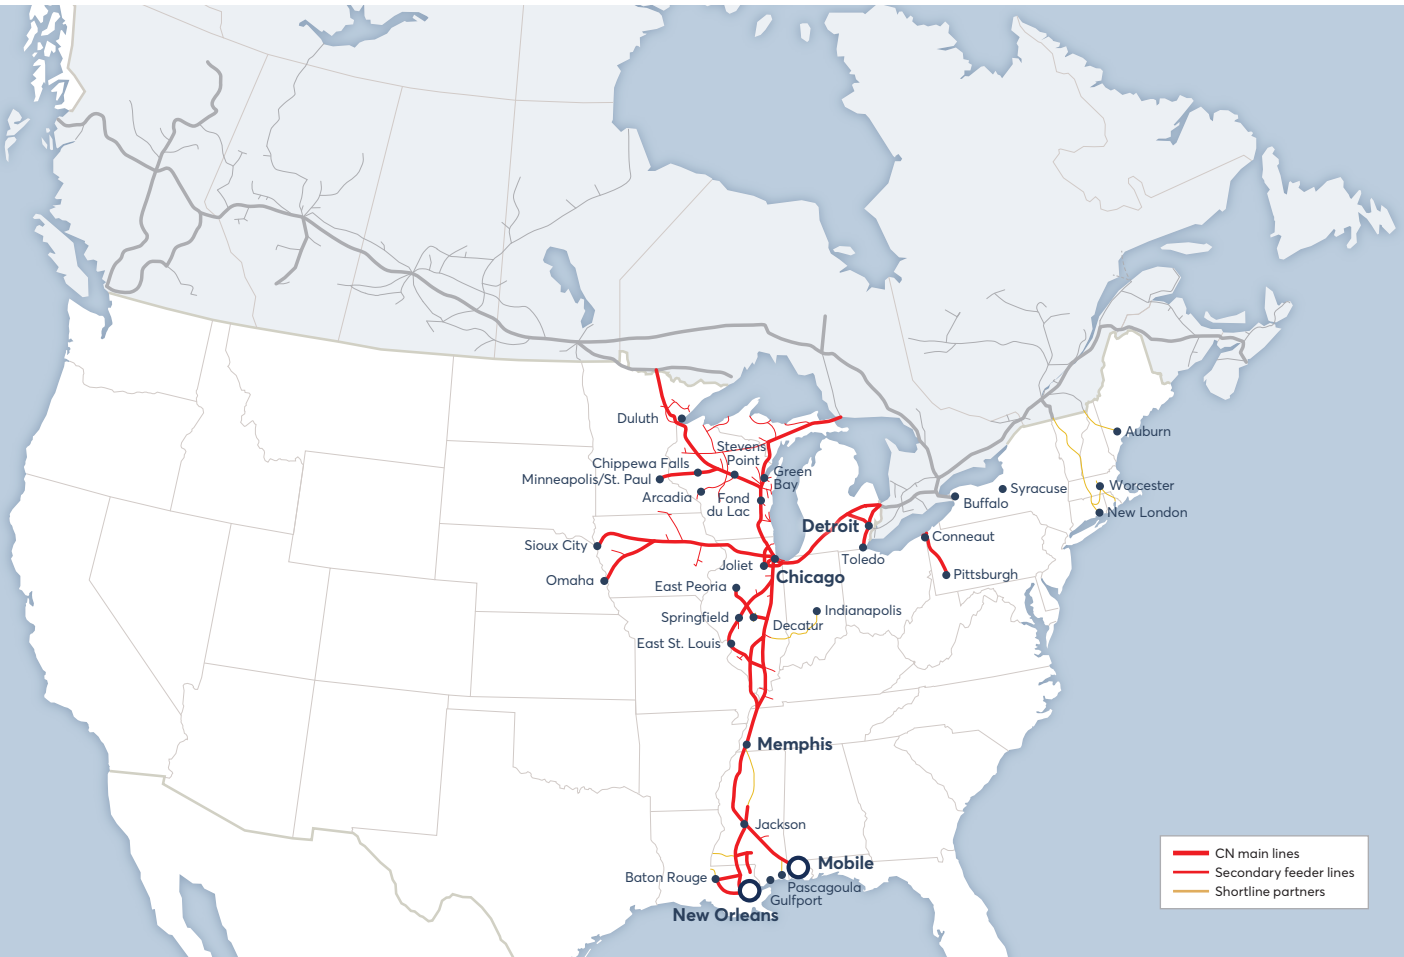 Duluth
Auburn
Stevens
Point
Chippewa Falls
Green
Bay
Minneapolis/St. Paul
Arcadia
Fond
du Lac
Worcester
Syracuse
Buffalo
New London
Detroit
Conneaut
Sioux City
Toledo
Joliet
Pittsburgh
Chicago
Omaha
East Peoria
Indianapolis
Springfield
Decatur
East St. Louis
Memphis
Jackson
Mobile
Baton Rouge
Pascagoula
Gulfport
New Orleans
CN main lines
Secondary feeder lines
Shortline partners